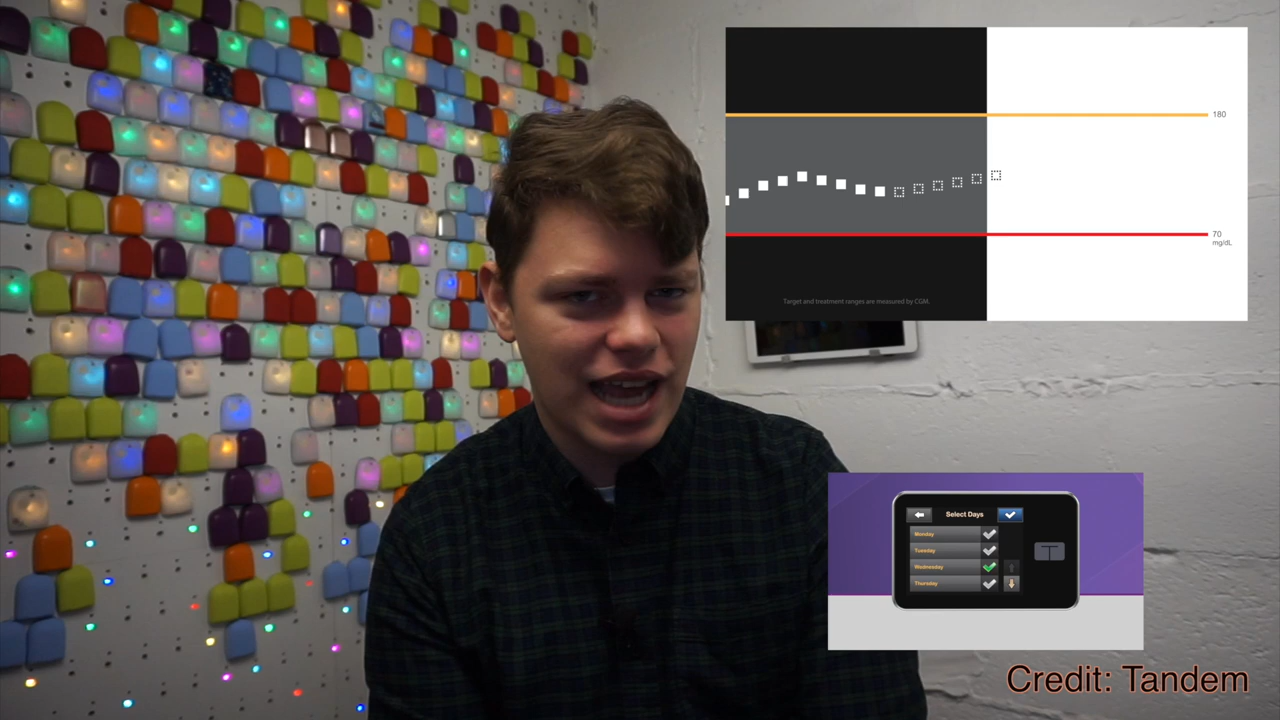 180
70
mg/dL
Target and treatment ranges are measured by CGM.
Select Days
Monday
Tuesday
Wednesday
Thursday
Credit: Tandem